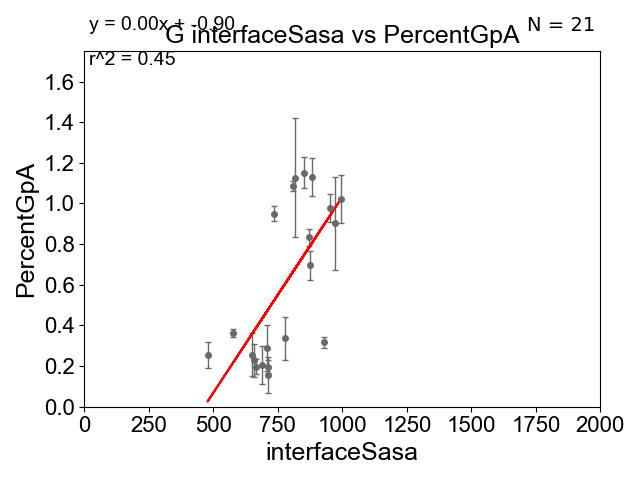 y = 0.00x + -0.90
N = 21
G interfaceSasa vs PercentGpA
r^2 = 0.45
PercentGpA
1.6
1.4
1.2
1.0
0.8
0.6
0.4
0.2
0.0
0 250 500 750 1000 1250 1500 1750 2000
interfaceSasa